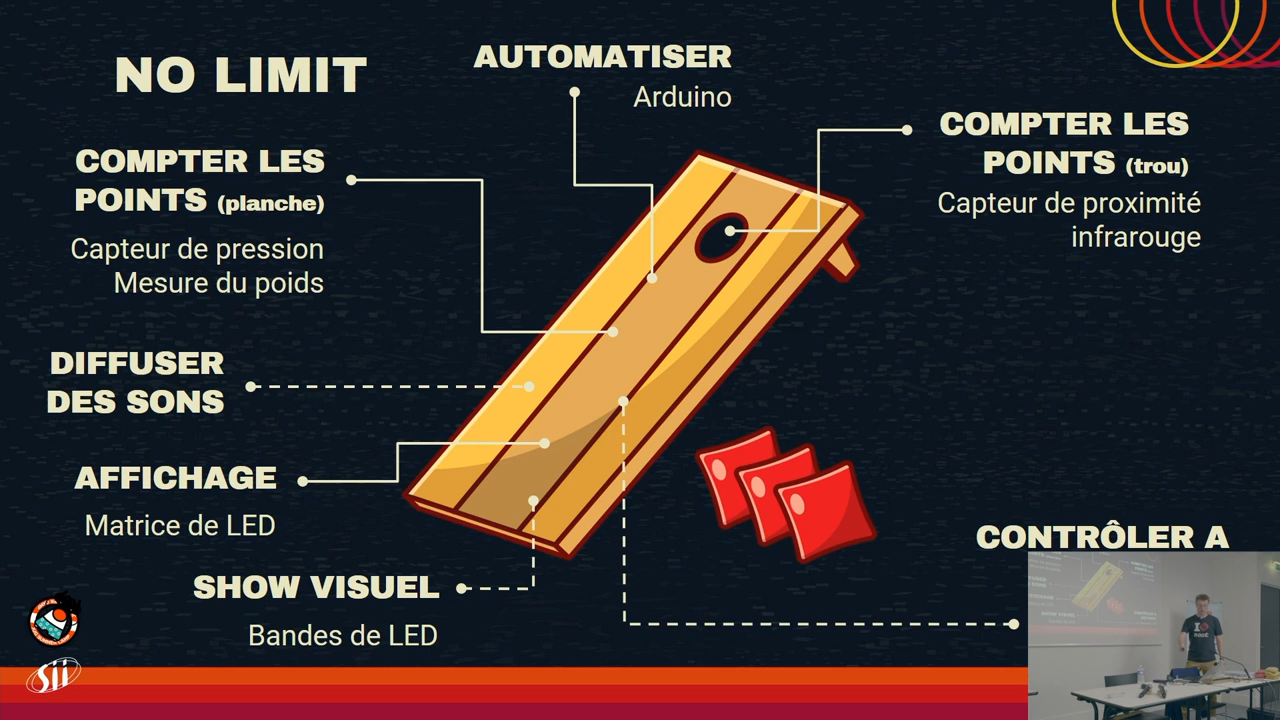 NO LIMIT
AUTOMATISER
Arduino
COMPTER LES
POINTS (trou)
Capteur de proximité
infrarouge
COMPTER LES
POINTS (planche)
Capteur de pression
Mesure du poids
DIFFUSER
DES SONS
AFFICHAGE
Matrice de LED
SHOW VISUEL
Bandes de LED
CONTRÔLER A
sii